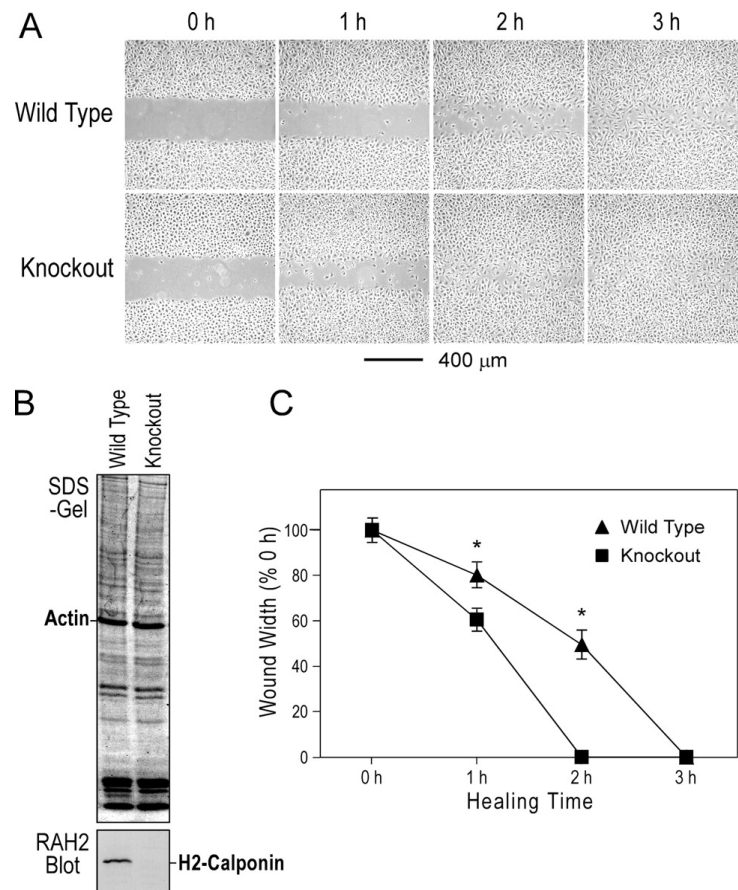 A
0 h 1 h 2 h 3 h
Wild Type
Knockout
400 μm
B
Wild Type
Knockout
SDS
-Gel
Actin
RAH2
Blot
H2-Calponin
C
Wound Width (% 0 h)
100
80
60
40
20
0
*
*
Wild Type
Knockout
0 h 1 h 2 h 3 h
Healing Time